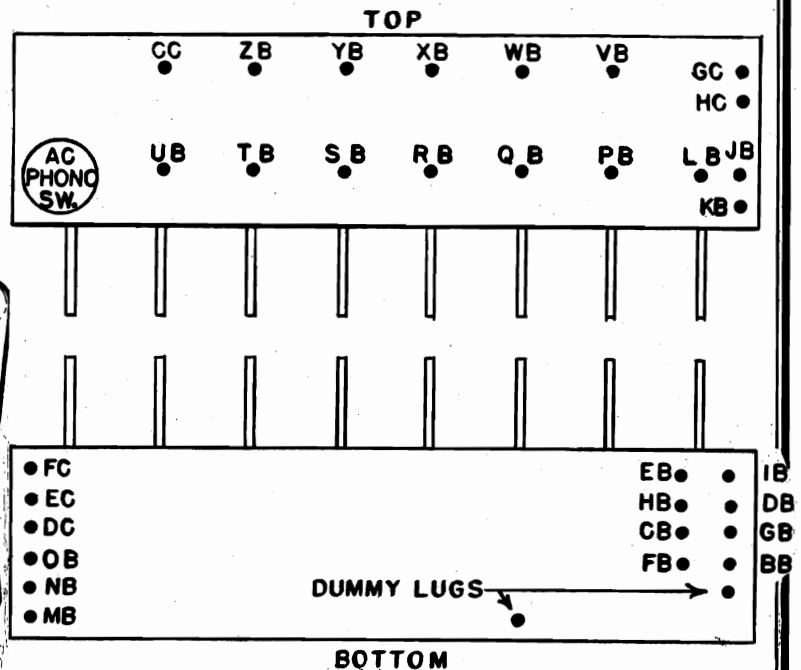 TOP
CC ZB YB XB WB VB
GC
HC
AC
PHONO
SW.
UB TB SB RB QB PB LB JB
KB
FC EB IB
EC HB DB
DC CB GB
OB FB BB
NB DUMMY LUGS
MB
BOTTOM